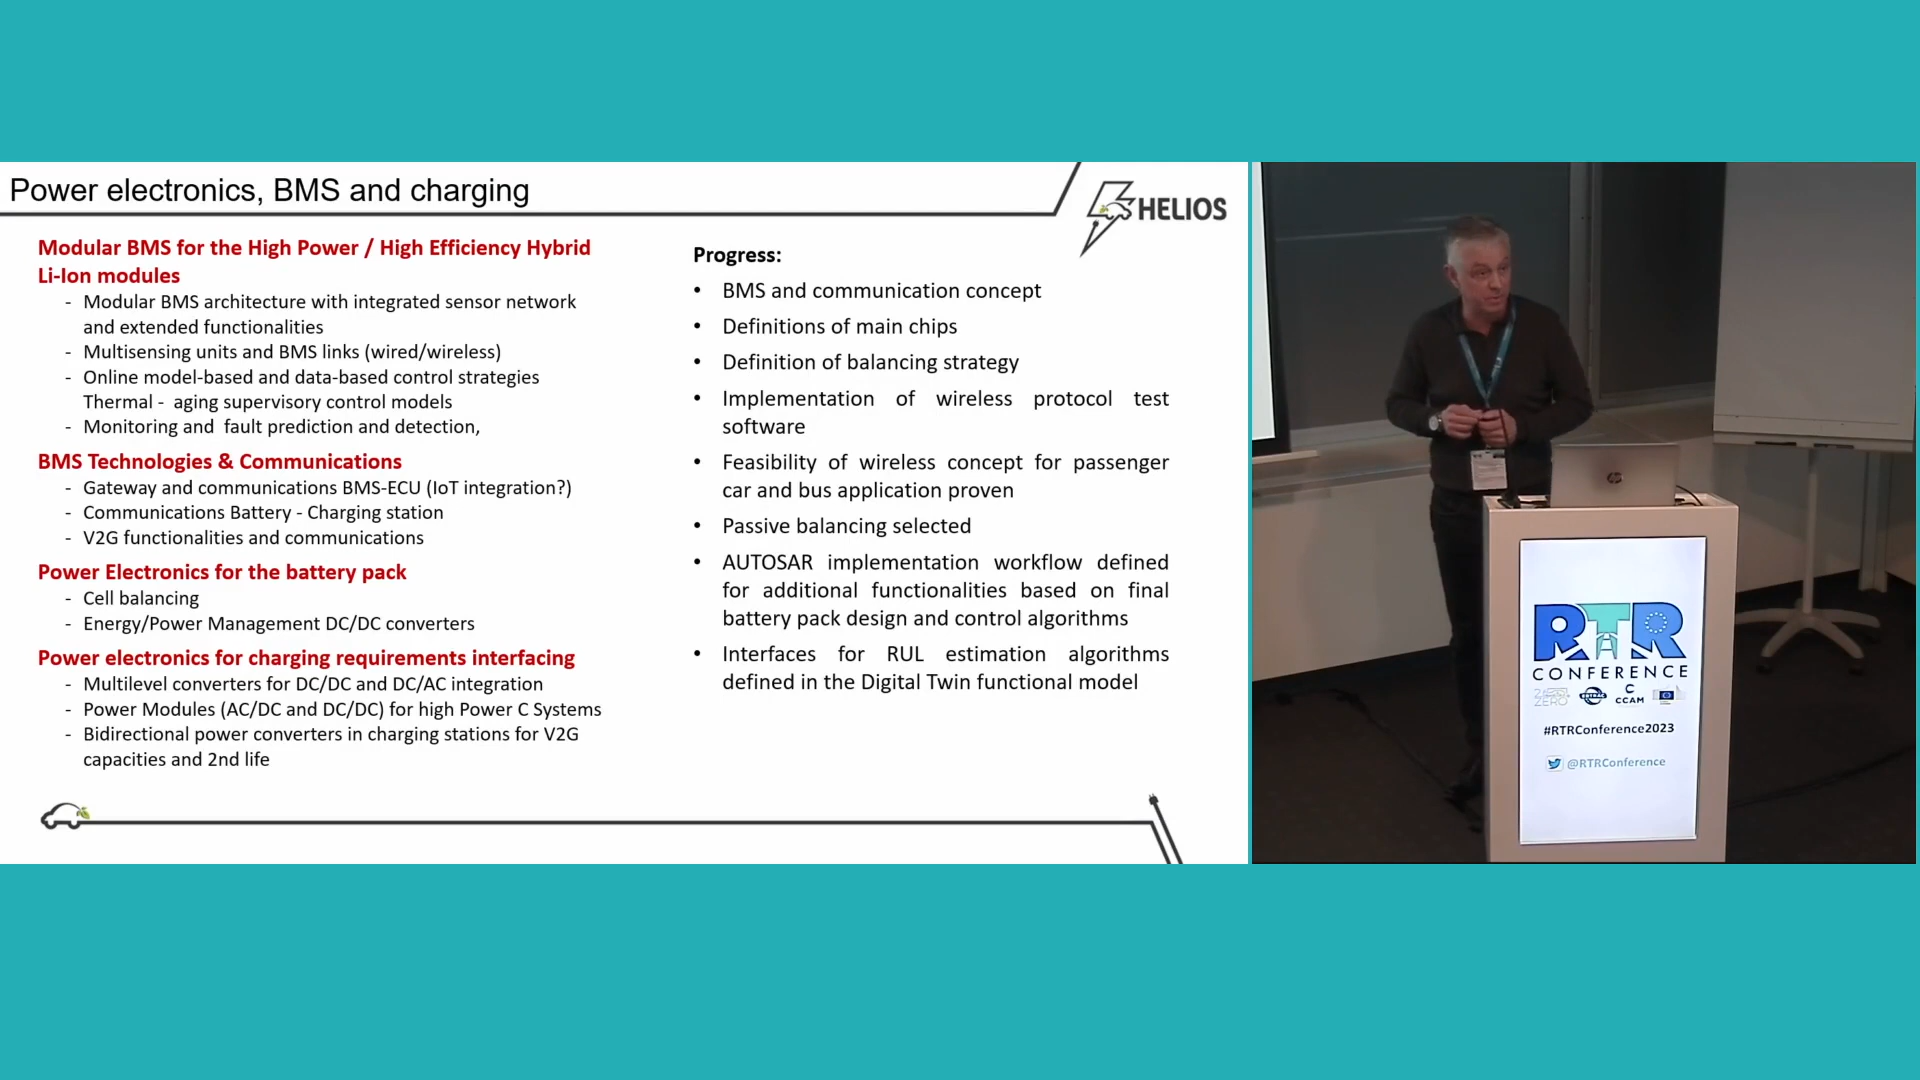 Power electronics, BMS and charging
HELIOS
Modular BMS for the High Power / High Efficiency Hybrid
Li-Ion modules
- Modular BMS architecture with integrated sensor network
and extended functionalities
- Multisensing units and BMS links (wired/wireless)
- Online model-based and data-based control strategies
Thermal - aging supervisory control models
- Monitoring and fault prediction and detection,
BMS Technologies & Communications
- Gateway and communications BMS-ECU (IoT integration?)
- Communications Battery - Charging station
- V2G functionalities and communications
Power Electronics for the battery pack
- Cell balancing
- Energy/Power Management DC/DC converters
Power electronics for charging requirements interfacing
- Multilevel converters for DC/DC and DC/AC integration
- Power Modules (AC/DC and DC/DC) for high Power C Systems
- Bidirectional power converters in charging stations for V2G
capacities and 2nd life
Progress:
• BMS and communication concept
• Definitions of main chips
• Definition of balancing strategy
• Implementation of wireless protocol test
software
• Feasibility of wireless concept for passenger
car and bus application proven
• Passive balancing selected
• AUTOSAR implementation workflow defined
for additional functionalities based on final
battery pack design and control algorithms
• Interfaces for RUL estimation algorithms
defined in the Digital Twin functional model
hp
RTR
CONFERENCE
ZERO
CCAM
#RTRConference2023
@RTRConference